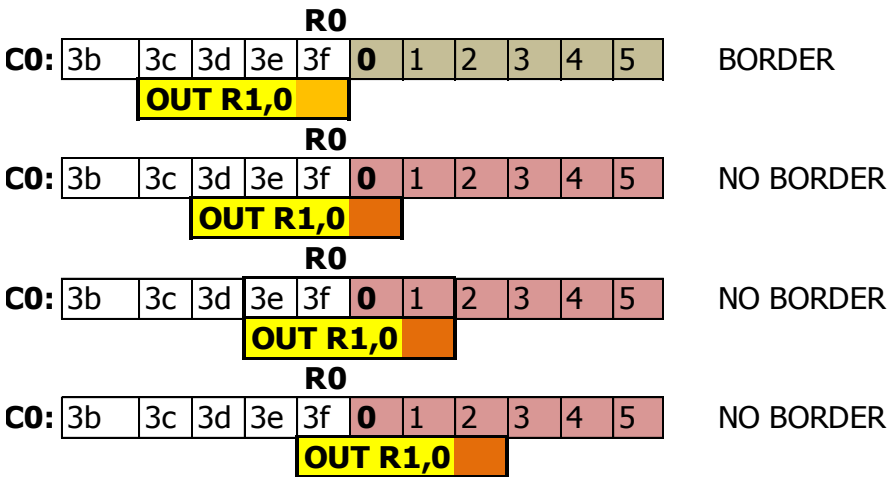 R0
C0: 3b 3c 3d 3e 3f 0 1 2 3 4 5 BORDER
OUT R1,0
R0
C0: 3b 3c 3d 3e 3f 0 1 2 3 4 5 NO BORDER
OUT R1,0
R0
C0: 3b 3c 3d 3e 3f 0 1 2 3 4 5 NO BORDER
OUT R1,0
R0
C0: 3b 3c 3d 3e 3f 0 1 2 3 4 5 NO BORDER
OUT R1,0